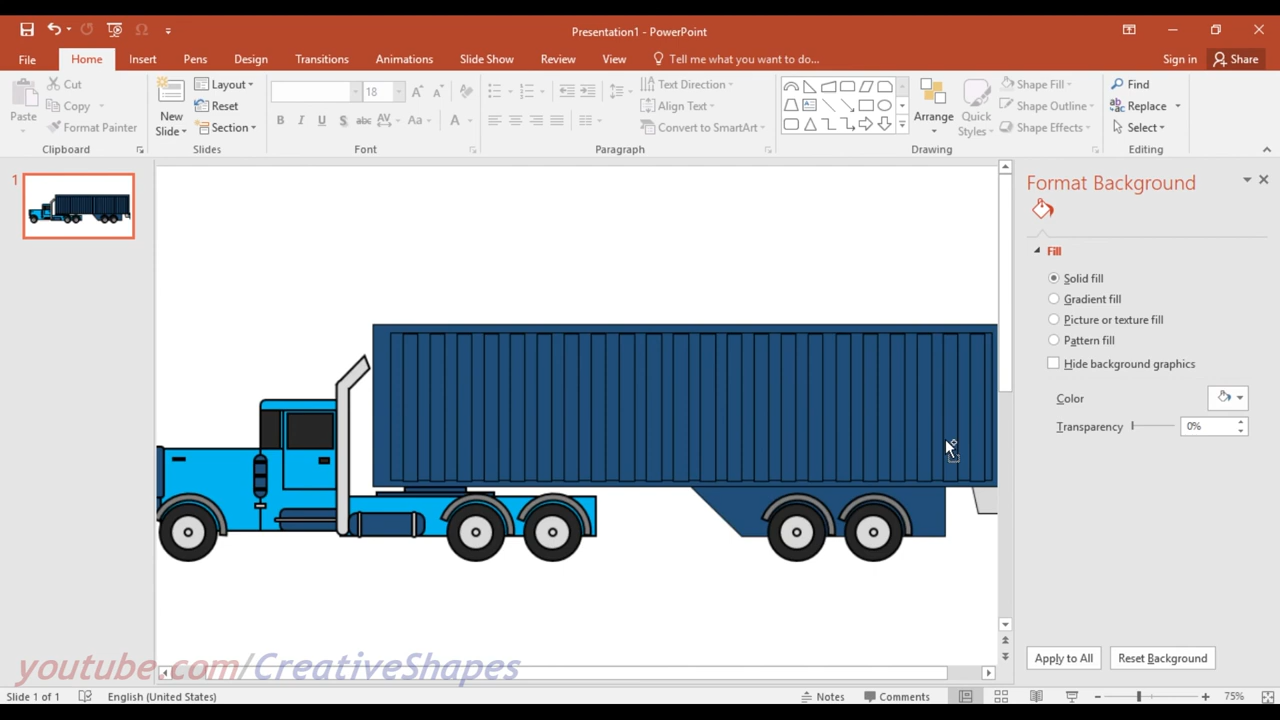 Presentation1 - PowerPoint
File Home Insert Pens Design Transitions Animations Slide Show Review View Tell me what you want to do... Sign in Share
Paste
Cut
Copy
Format Painter
Clipboard
New Slide
Layout
Reset
Section
Slides
18
B I U S abc AV Aa A
Font
Text Direction
Align Text
Convert to SmartArt
Paragraph
Arrange
Quick Styles
Shape Fill
Shape Outline
Shape Effects
Drawing
Find
Replace
Select
Editing
1
Format Background
Fill
Solid fill
Gradient fill
Picture or texture fill
Pattern fill
Hide background graphics
Color
Transparency 0%
Apply to All Reset Background
youtube.com/CreativeShapes
Slide 1 of 1 English (United States) Notes Comments 75%